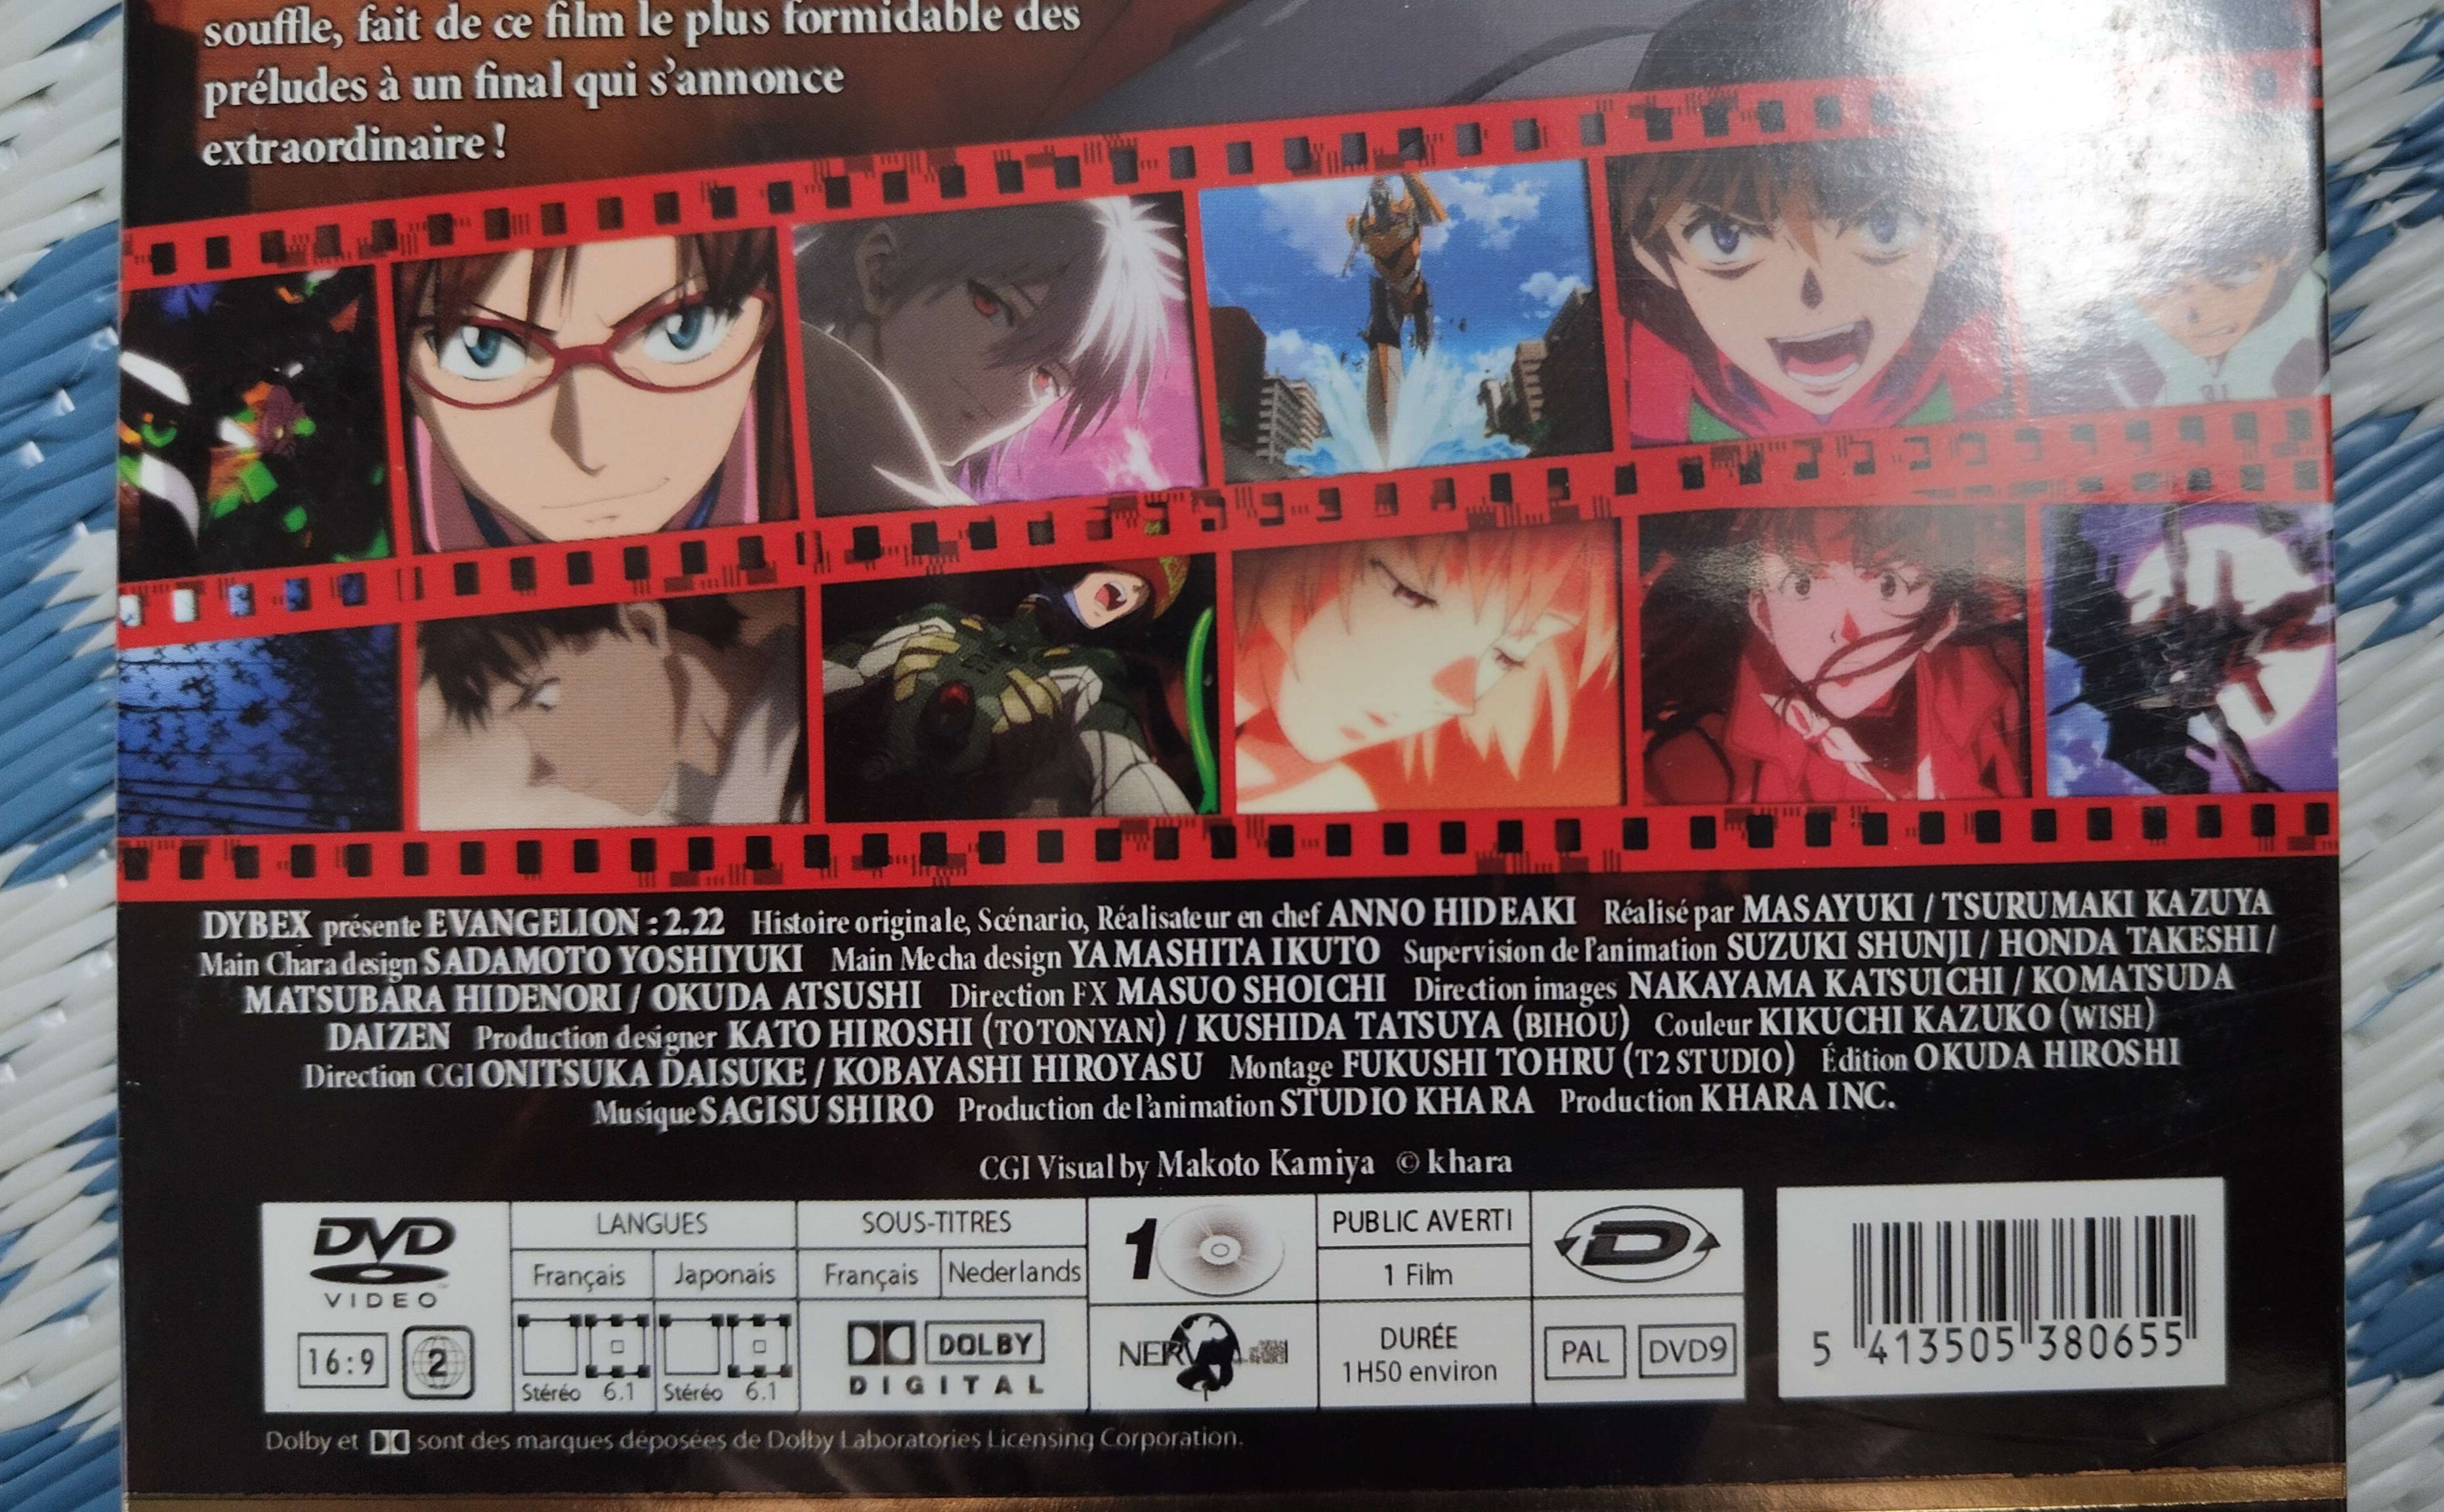 souffle, fait de ce film le plus formidable des
préludes à un final qui s'annonce
extraordinaire !
DYBEX présente EVANGELION : 2.22 Histoire originale, Scénario, Réalisateur en chef ANNO HIDEAKI Réalisé par MASAYUKI / TSURUMAKI KAZUYA
Main Chara design SADAMOTO YOSHIYUKI Main Mecha design YAMASHITA IKUTO Supervision de l'animation SUZUKI SHUNJI / HONDA TAKESHI /
MATSUBARA HIDENORI / OKUDA ATSUSHI Direction FX MASUO SHOICHI Direction images NAKAYAMA KATSUICHI / KOMATSUDA
DAIZEN Production designer KATO HIROSHI (TOTONYAN) / KUSHIDA TATSUYA (BIHOU) Couleur KIKUCHI KAZUKO (WISH)
Direction CGI ONITSUKA DAISUKE / KOBAYASHI HIROYASU Montage FUKUSHI TOHRU (T2 STUDIO) Édition OKUDA HIROSHI
Musique SAGISU SHIRO Production de l'animation STUDIO KHARA Production KHARA INC.
CGI Visual by Makoto Kamiya © khara
DVD
VIDEO
16:9
2
LANGUES
Français Japonais
Stéréo 6.1 Stéréo 6.1
SOUS-TITRES
Français Nederlands
DOLBY
DIGITAL
1
NERV
PUBLIC AVERTI
1 Film
DURÉE
1H50 environ
D
PAL DVD9
5 413505 380655
Dolby et DD sont des marques déposées de Dolby Laboratories Licensing Corporation.